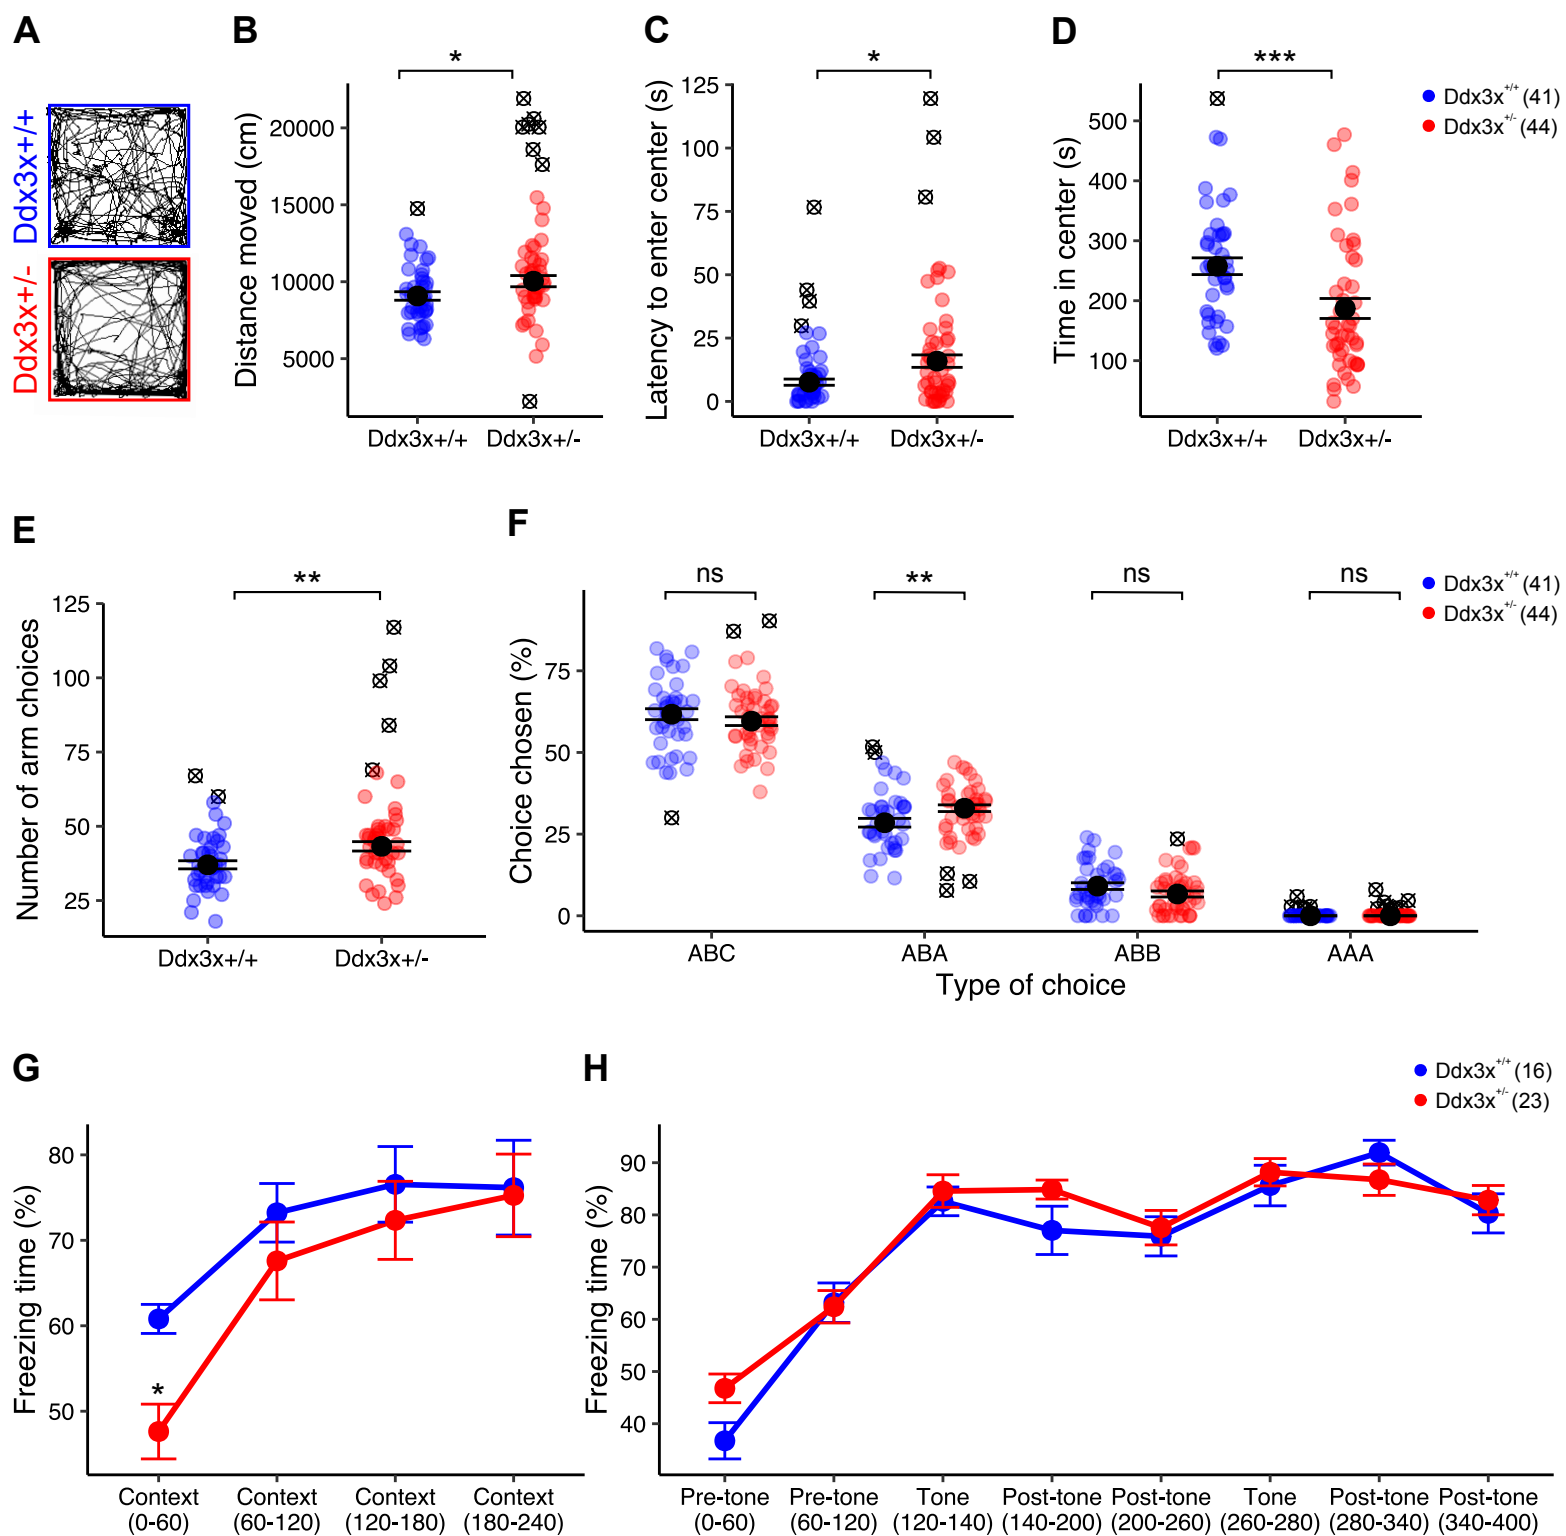 A
Ddx3x+/+
Ddx3x+/-
B
*
Distance moved (cm)
20000
15000
10000
5000
Ddx3x+/+ Ddx3x+/-
C
*
Latency to enter center (s)
125
100
75
50
25
0
Ddx3x+/+ Ddx3x+/-
D
***
Time in center (s)
500
400
300
200
100
Ddx3x+/+ Ddx3x+/-
Ddx3x+/+ (41)
Ddx3x+/- (44)
E
**
Number of arm choices
125
100
75
50
25
Ddx3x+/+ Ddx3x+/-
F
ns ** ns ns
Choice chosen (%)
75
50
25
0
ABC ABA ABB AAA
Type of choice
Ddx3x+/+ (41)
Ddx3x+/- (44)
G
Freezing time (%)
80
70
60
50
*
Context Context Context Context
(0-60) (60-120) (120-180) (180-240)
H
Ddx3x+/+ (16)
Ddx3x+/- (23)
Freezing time (%)
90
80
70
60
50
40
Pre-tone Pre-tone Tone Post-tone Post-tone Tone Post-tone Post-tone
(0-60) (60-120) (120-140) (140-200) (200-260) (260-280) (280-340) (340-400)